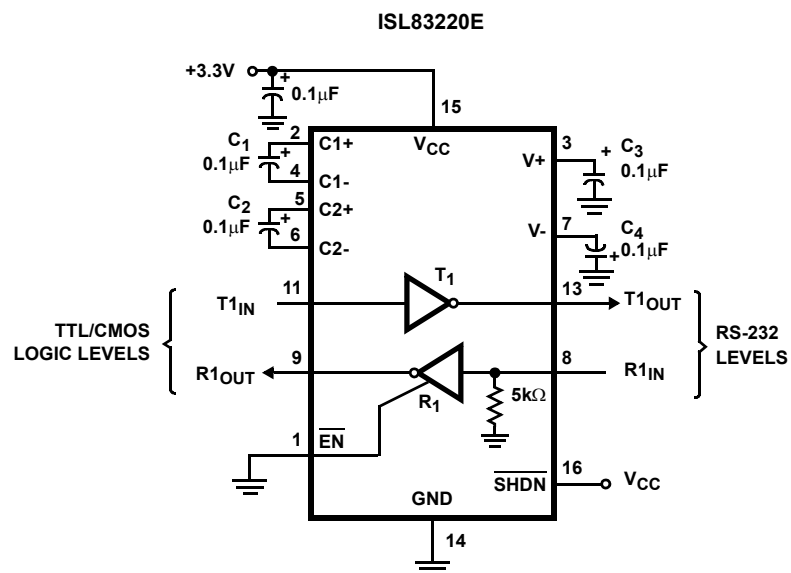 ISL83220E
+3.3V
+
0.1μF
15
C1
0.1μF
2
+
4
C1+
C1-
VCC
3
V+
+
C3
0.1μF
C2
0.1μF
5
+
6
C2+
C2-
7
V-
C4
0.1μF
+
T1
11
13
T1IN
T1OUT
TTL/CMOS
LOGIC LEVELS
RS-232
LEVELS
9
8
R1OUT
R1IN
R1
5kΩ
1
EN
16
SHDN
VCC
GND
14